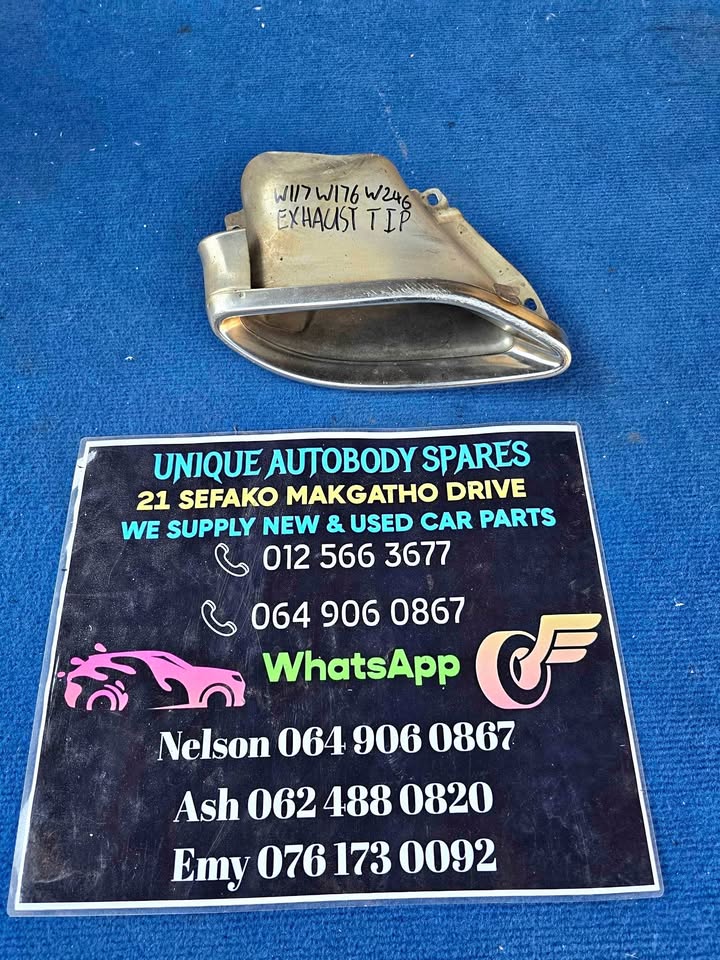 W117 W176 W246
EXHAUST TIP
UNIQUE AUTOBODY SPARES
21 SEFAKO MAKGATHO DRIVE
WE SUPPLY NEW & USED CAR PARTS
012 566 3677
064 906 0867
WhatsApp
Nelson 064 906 0867
Ash 062 488 0820
Emy 076 173 0092